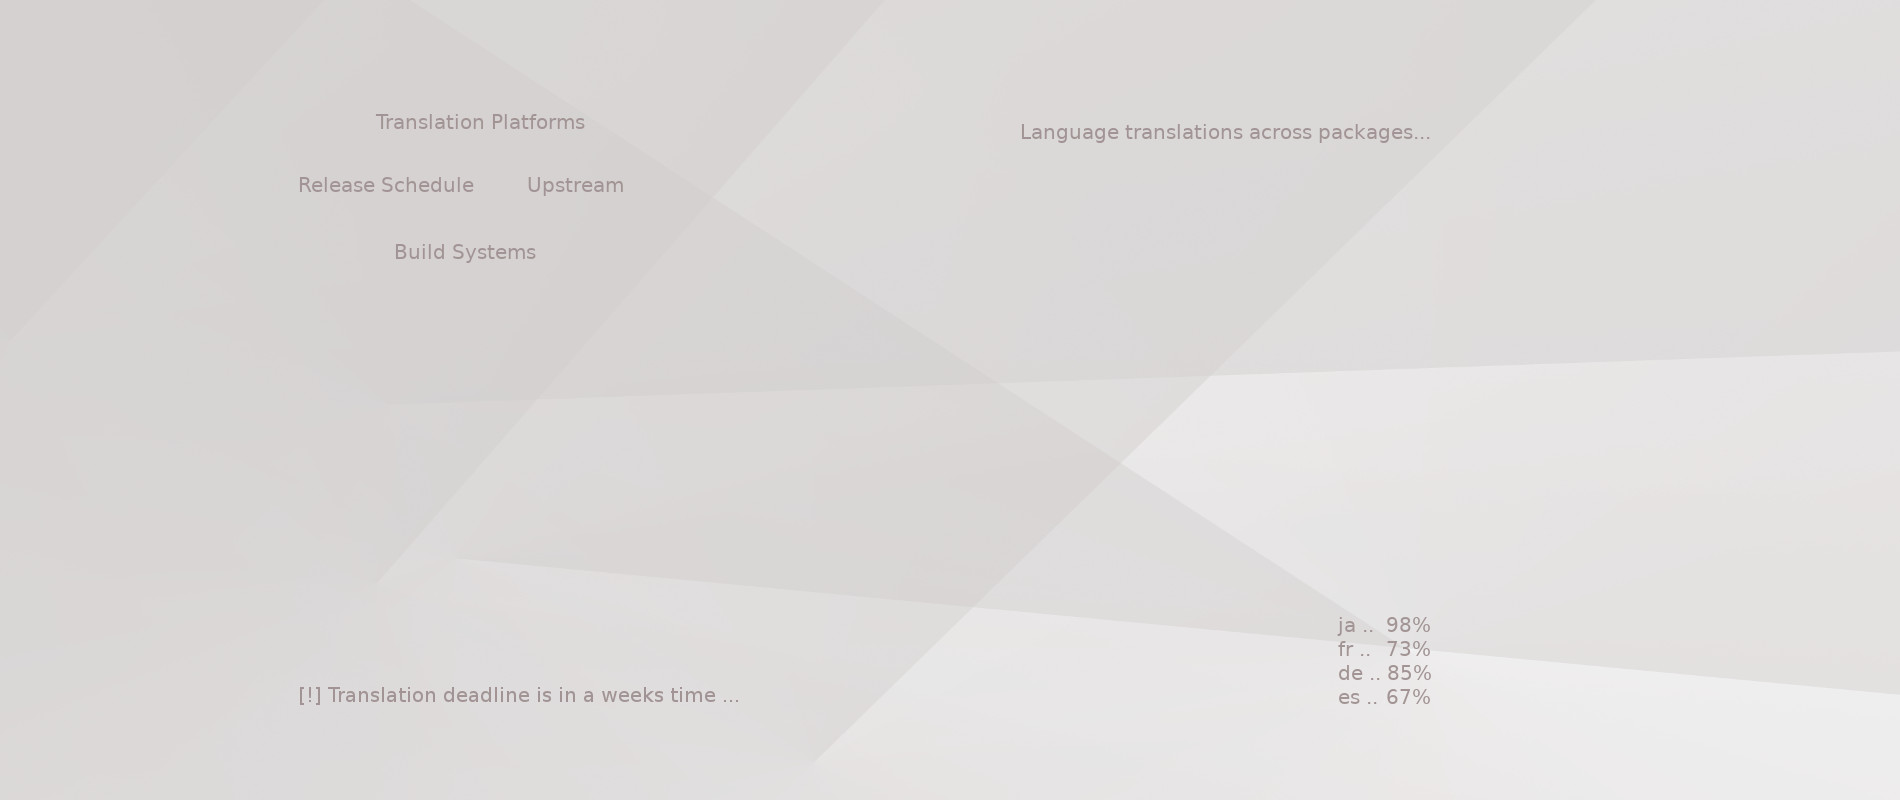 Translation Platforms
Language translations across packages...
Release Schedule
Upstream
Build Systems
ja .. 98%
fr .. 73%
de .. 85%
es .. 67%
[!] Translation deadline is in a weeks time ...